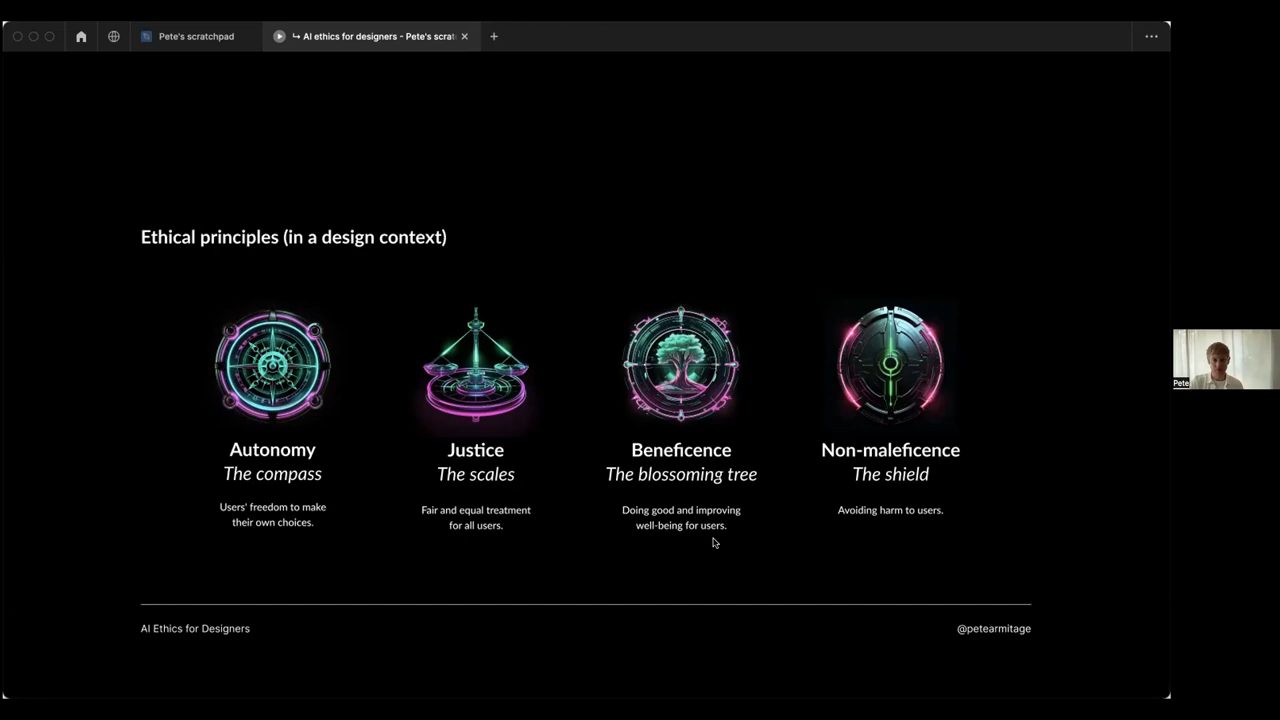 Pete's scratchpad
↪ AI ethics for designers - Pete's scrat
Ethical principles (in a design context)
Autonomy
The compass
Users' freedom to make
their own choices.
Justice
The scales
Fair and equal treatment
for all users.
Beneficence
The blossoming tree
Doing good and improving
well-being for users.
Non-maleficence
The shield
Avoiding harm to users.
AI Ethics for Designers
@petearmitage
Pete